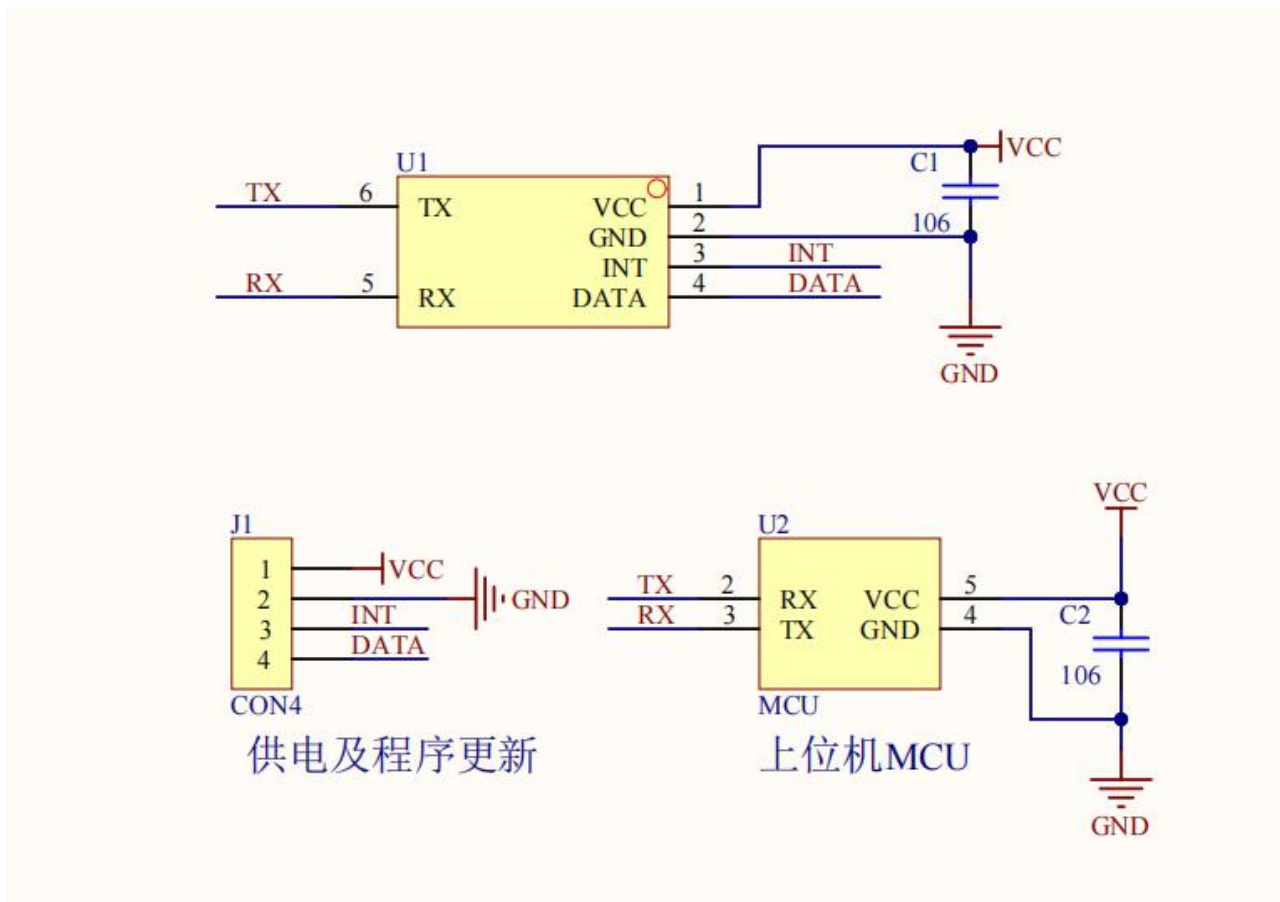 U1
TX 6 TX
RX 5 RX
VCC 1
GND 2
INT 3 INT
DATA 4 DATA
C1
106
VCC
GND
J1
1 VCC
2 GND
3 INT
4 DATA
CON4
供电及程序更新
U2
TX 2 RX
RX 3 TX
VCC 5
GND 4
MCU
上位机MCU
VCC
C2
106
GND